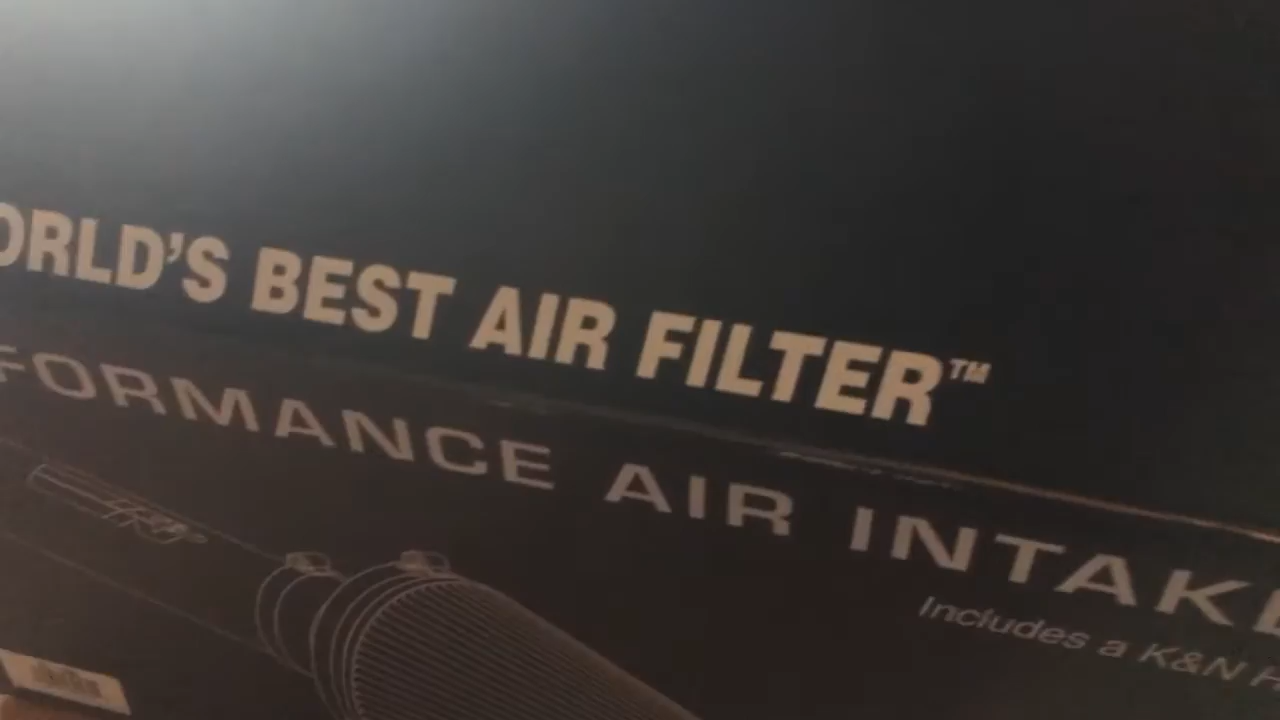 ORLD'S BEST AIR FILTER™
FORMANCE AIR INTAKE
Includes a K&N H